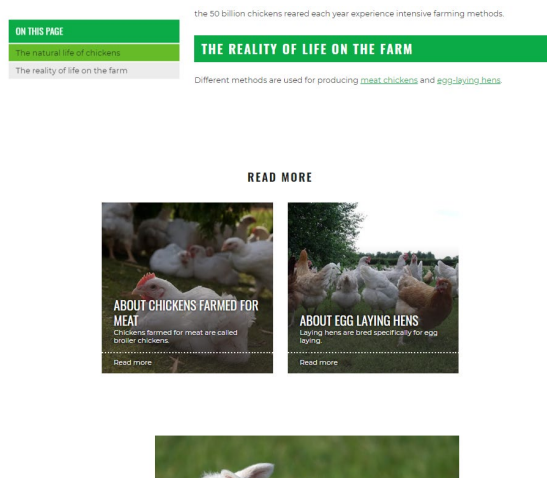 the 50 billion chickens reared each year experience intensive farming methods.
ON THIS PAGE
The natural life of chickens
The reality of life on the farm
THE REALITY OF LIFE ON THE FARM
Different methods are used for producing meat chickens and egg-laying hens.
READ MORE
ABOUT CHICKENS FARMED FOR
MEAT
Chickens farmed for meat are called
broiler chickens.
Read more
ABOUT EGG LAYING HENS
Laying hens are bred specifically for egg
laying.
Read more